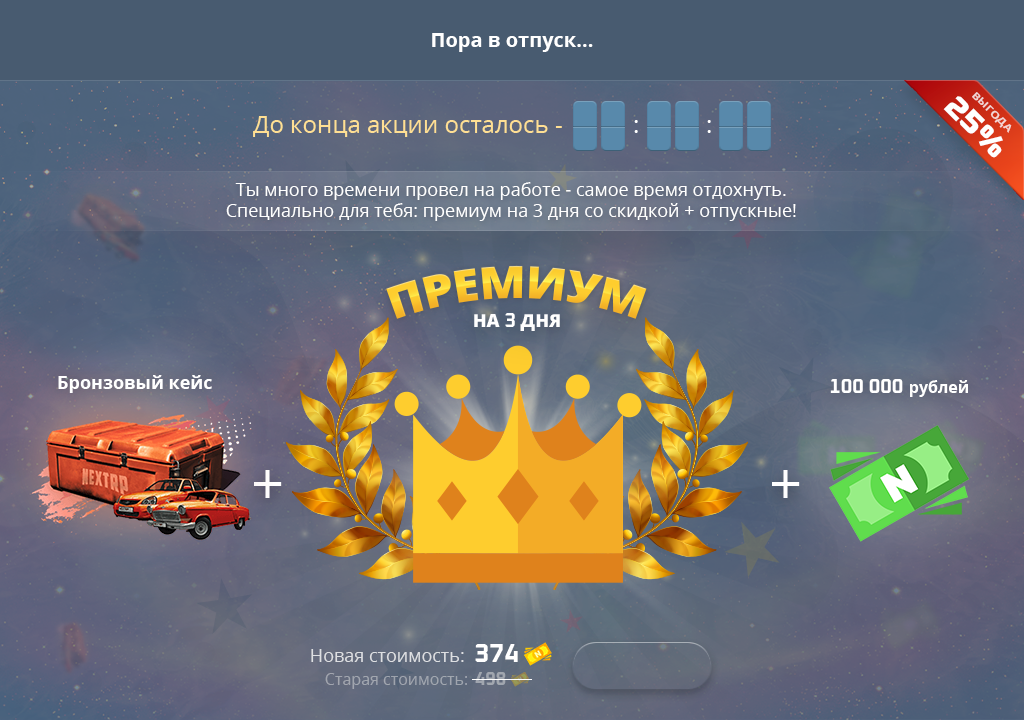 Пора в отпуск...
До конца акции осталось - : :
ВЫГОДА
25%
Ты много времени провел на работе - самое время отдохнуть.
Специально для тебя: премиум на 3 дня со скидкой + отпускные!
ПРЕМИУМ
НА 3 ДНЯ
Бронзовый кейс
100 000 рублей
NEXTRP
+
+
N
Новая стоимость: 374
Старая стоимость: 498